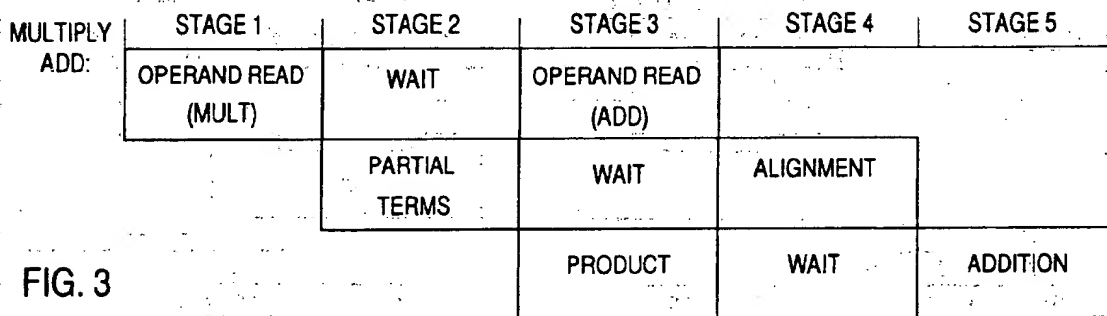 MULTIPLY ADD:
STAGE 1 STAGE 2 STAGE 3 STAGE 4 STAGE 5
OPERAND READ (MULT)
WAIT
OPERAND READ (ADD)
PARTIAL TERMS
WAIT
ALIGNMENT
PRODUCT
WAIT
ADDITION
FIG. 3